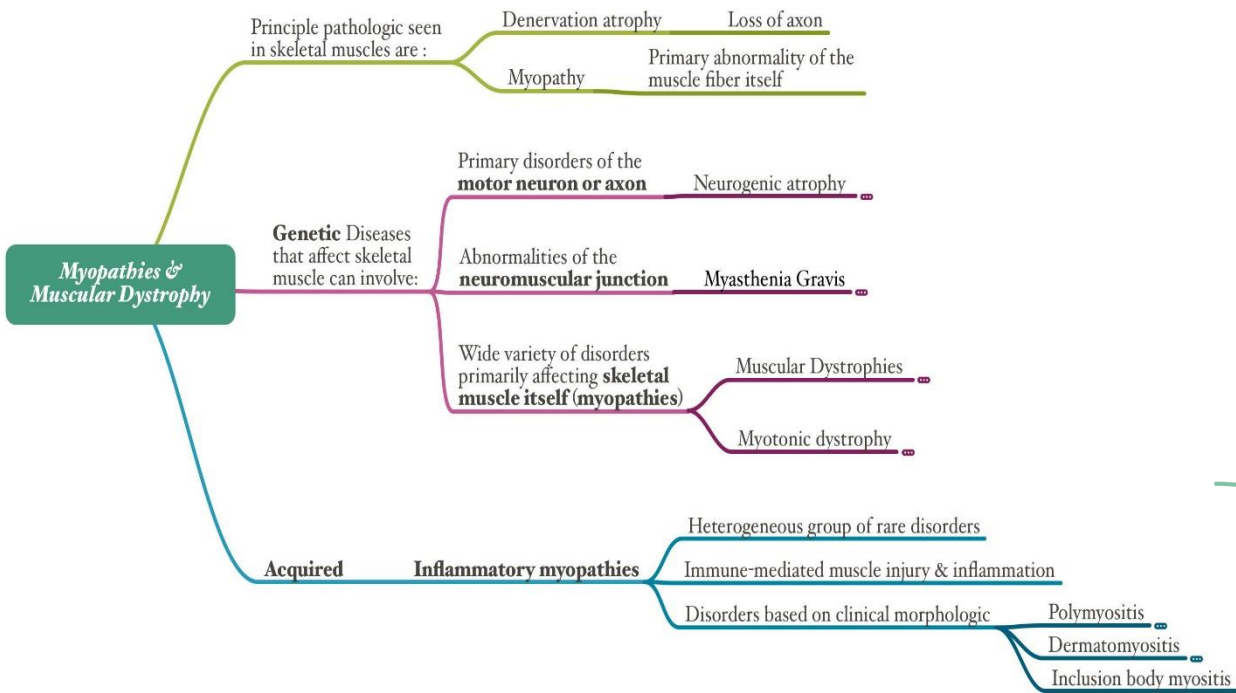 Principle pathologic seen
in skeletal muscles are :
Denervation atrophy
Loss of axon
Myopathy
Primary abnormality of the
muscle fiber itself
Myopathies &
Muscular Dystrophy
Genetic Diseases
that affect skeletal
muscle can involve:
Primary disorders of the
motor neuron or axon
Neurogenic atrophy
Abnormalities of the
neuromuscular junction
Myasthenia Gravis
Wide variety of disorders
primarily affecting skeletal
muscle itself (myopathies)
Muscular Dystrophies
Myotonic dystrophy
Acquired
Inflammatory myopathies
Heterogeneous group of rare disorders
Immune-mediated muscle injury & inflammation
Disorders based on clinical morphologic
Polymyositis
Dermatomyositis
Inclusion body myositis